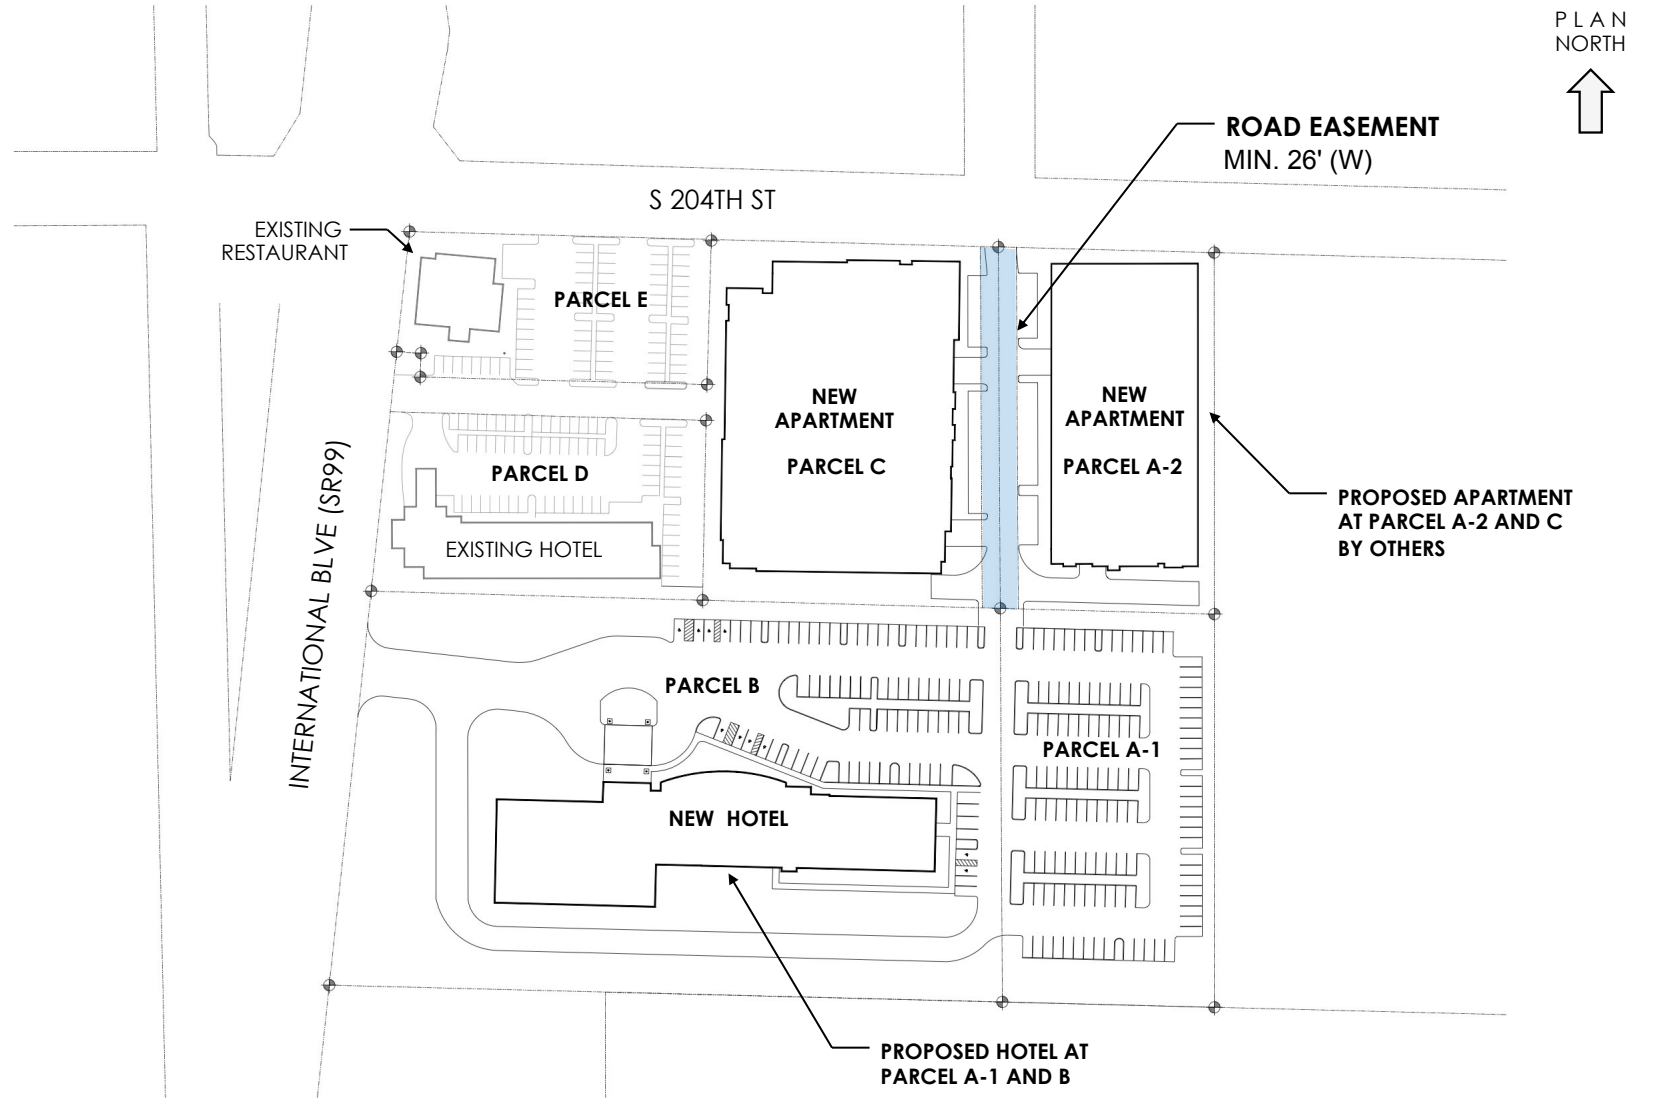 PLAN
NORTH
ROAD EASEMENT
MIN. 26' (W)
S 204TH ST
EXISTING
RESTAURANT
PARCEL E
NEW
APARTMENT
PARCEL C
NEW
APARTMENT
PARCEL A-2
PARCEL D
EXISTING HOTEL
PROPOSED APARTMENT
AT PARCEL A-2 AND C
BY OTHERS
INTERNATIONAL BLVE (SR99)
PARCEL B
PARCEL A-1
NEW HOTEL
PROPOSED HOTEL AT
PARCEL A-1 AND B